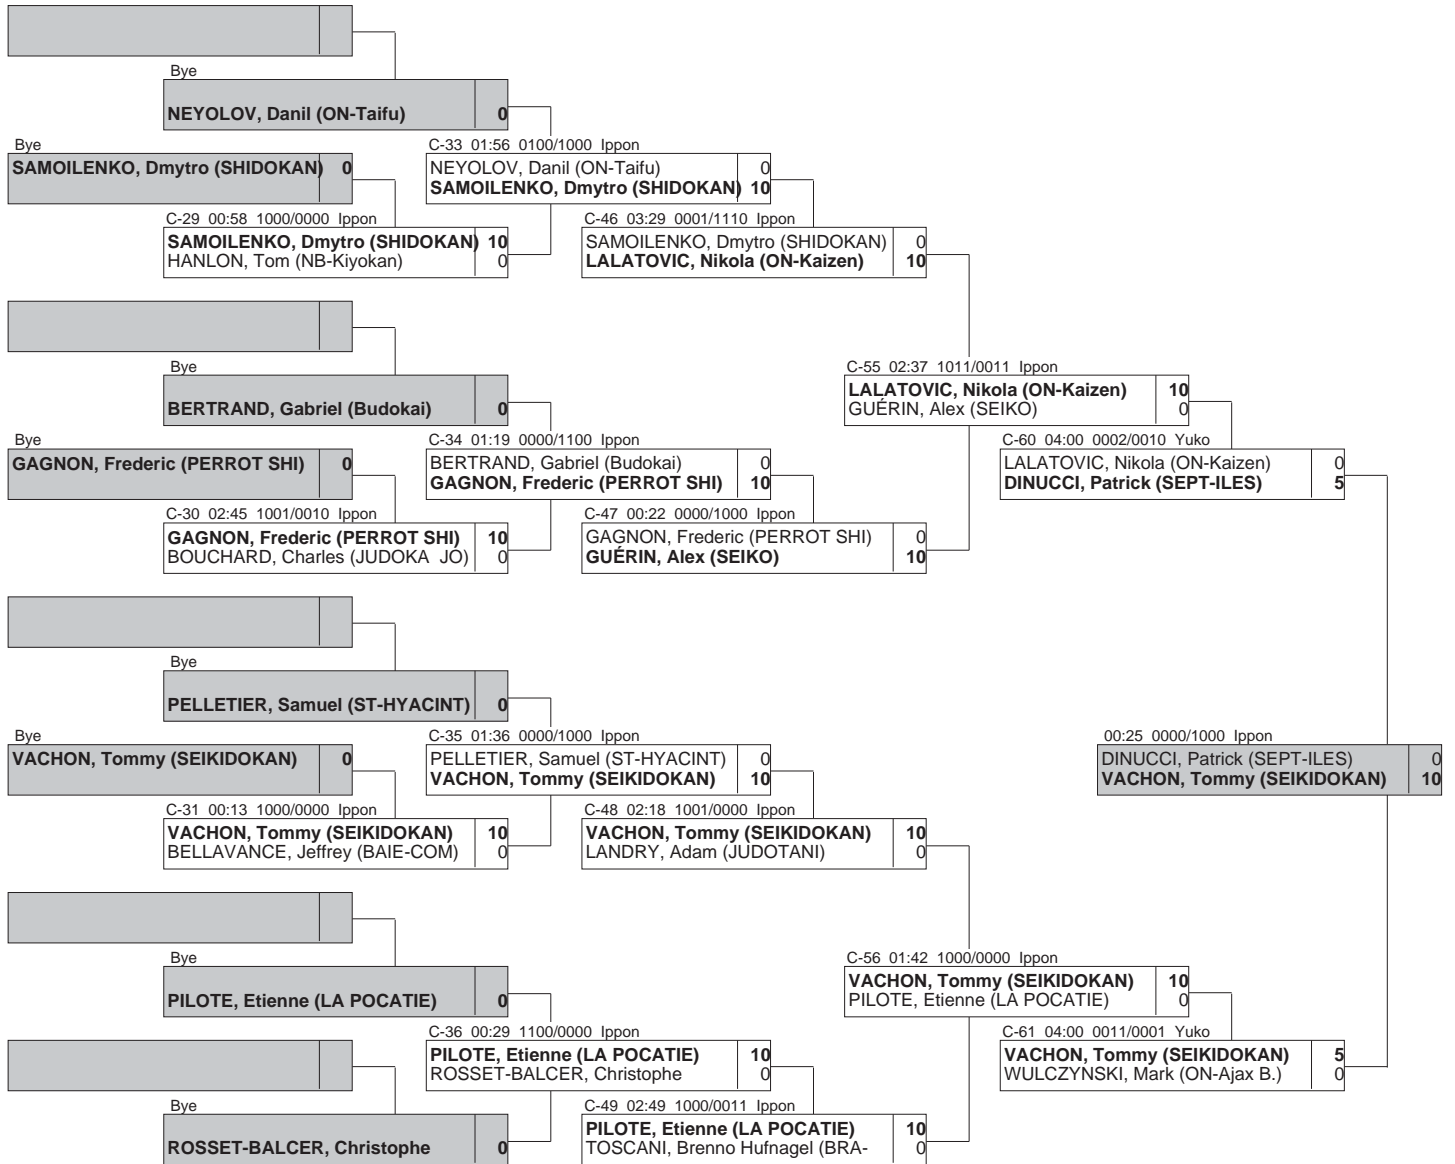 Bye
NEYOLOV, Danil (ON-Taifu) 0
Bye
SAMOILENKO, Dmytro (SHIDOKAN) 0
C-29 00:58 1000/0000 Ippon
SAMOILENKO, Dmytro (SHIDOKAN) 10
HANLON, Tom (NB-Kiyokan) 0
C-33 01:56 0100/1000 Ippon
NEYOLOV, Danil (ON-Taifu) 0
SAMOILENKO, Dmytro (SHIDOKAN) 10
C-46 03:29 0001/1110 Ippon
SAMOILENKO, Dmytro (SHIDOKAN) 0
LALATOVIC, Nikola (ON-Kaizen) 10
Bye
BERTRAND, Gabriel (Budokai) 0
Bye
GAGNON, Frederic (PERROT SHI) 0
C-30 02:45 1001/0010 Ippon
GAGNON, Frederic (PERROT SHI) 10
BOUCHARD, Charles (JUDOKA JO) 0
C-34 01:19 0000/1100 Ippon
BERTRAND, Gabriel (Budokai) 0
GAGNON, Frederic (PERROT SHI) 10
C-47 00:22 0000/1000 Ippon
GAGNON, Frederic (PERROT SHI) 0
GUÉRIN, Alex (SEIKO) 10
C-55 02:37 1011/0011 Ippon
LALATOVIC, Nikola (ON-Kaizen) 10
GUÉRIN, Alex (SEIKO) 0
C-60 04:00 0002/0010 Yuko
LALATOVIC, Nikola (ON-Kaizen) 0
DINUCCI, Patrick (SEPT-ILES) 5
Bye
PELLETIER, Samuel (ST-HYACINT) 0
Bye
VACHON, Tommy (SEIKIDOKAN) 0
C-31 00:13 1000/0000 Ippon
VACHON, Tommy (SEIKIDOKAN) 10
BELLAVANCE, Jeffrey (BAIE-COM) 0
C-35 01:36 0000/1000 Ippon
PELLETIER, Samuel (ST-HYACINT) 0
VACHON, Tommy (SEIKIDOKAN) 10
C-48 02:18 1001/0000 Ippon
VACHON, Tommy (SEIKIDOKAN) 10
LANDRY, Adam (JUDOTANI) 0
00:25 0000/1000 Ippon
DINUCCI, Patrick (SEPT-ILES) 0
VACHON, Tommy (SEIKIDOKAN) 10
Bye
PILOTE, Etienne (LA POCATIE) 0
C-36 00:29 1100/0000 Ippon
PILOTE, Etienne (LA POCATIE) 10
ROSSET-BALCER, Christophe 0
Bye
ROSSET-BALCER, Christophe 0
C-49 02:49 1000/0011 Ippon
PILOTE, Etienne (LA POCATIE) 10
TOSCANI, Brenno Hufnagel (BRA- 0
C-56 01:42 1000/0000 Ippon
VACHON, Tommy (SEIKIDOKAN) 10
PILOTE, Etienne (LA POCATIE) 0
C-61 04:00 0011/0001 Yuko
VACHON, Tommy (SEIKIDOKAN) 5
WULCZYNSKI, Mark (ON-Ajax B.) 0